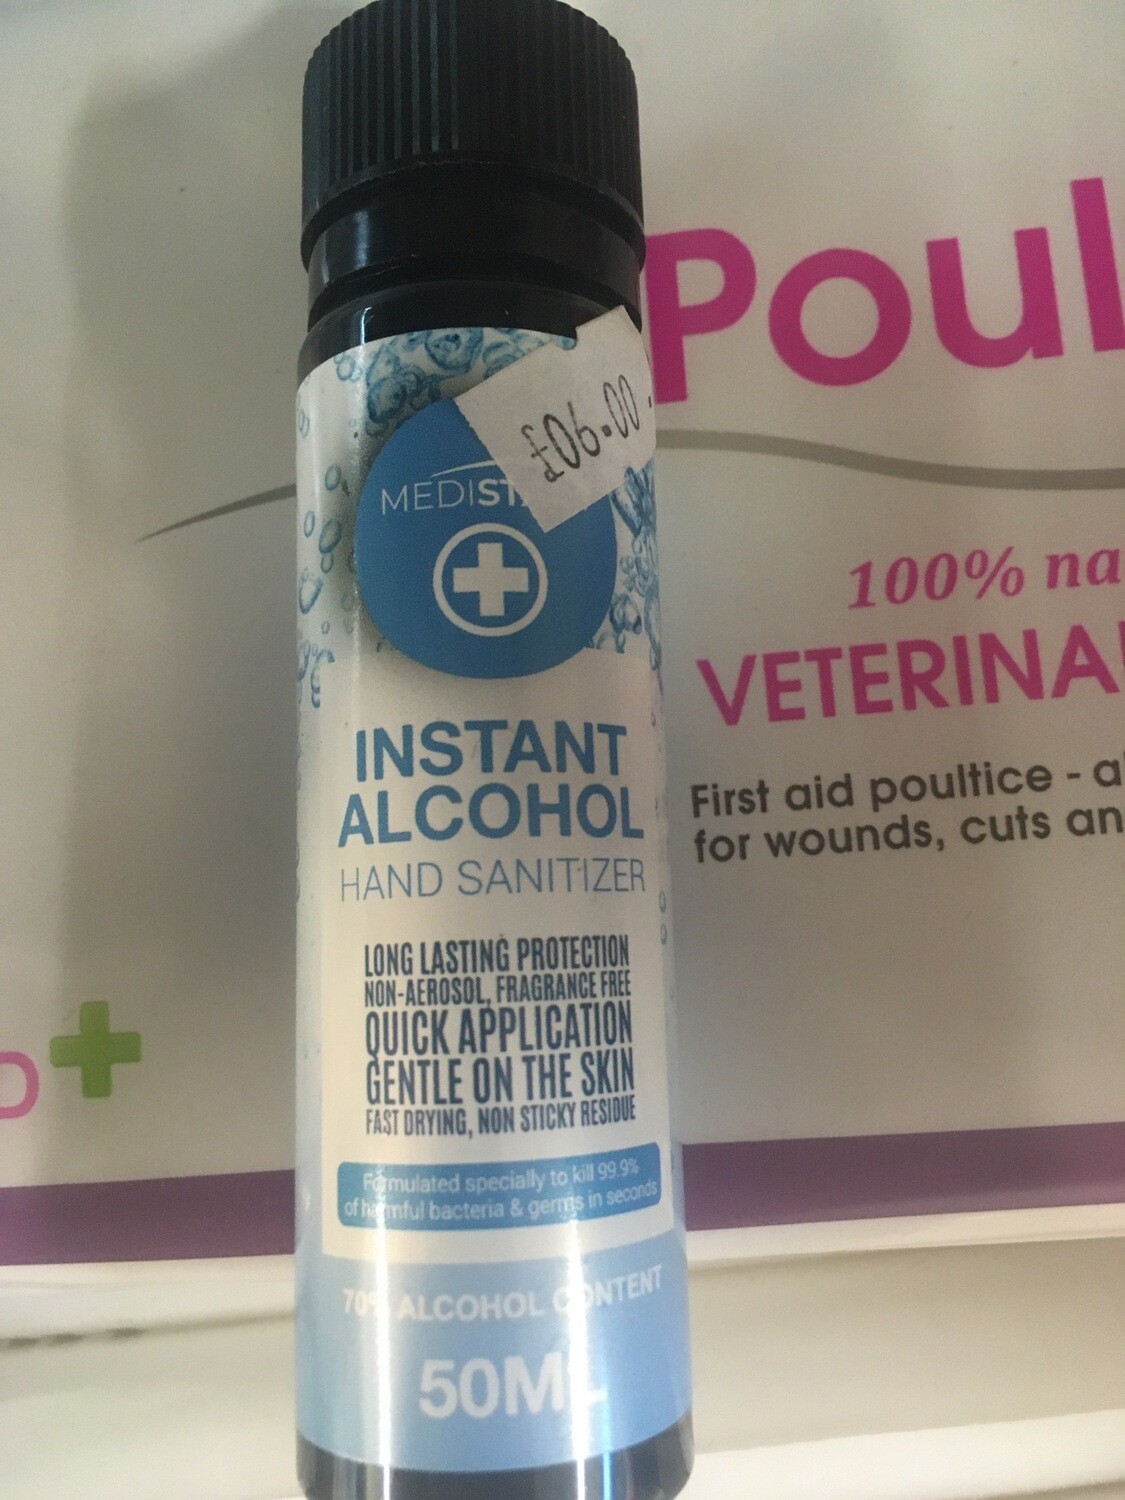 £06.00
MEDIST
INSTANT
ALCOHOL
HAND SANITIZER
LONG LASTING PROTECTION
NON-AEROSOL, FRAGRANCE FREE
QUICK APPLICATION
GENTLE ON THE SKIN
FAST DRYING, NON STICKY RESIDUE
Formulated specially to kill 99.9%
of harmful bacteria & germs in seconds
70% ALCOHOL CONTENT
50ML
Poul
100% na
VETERINA
First aid poultice - a
for wounds, cuts an